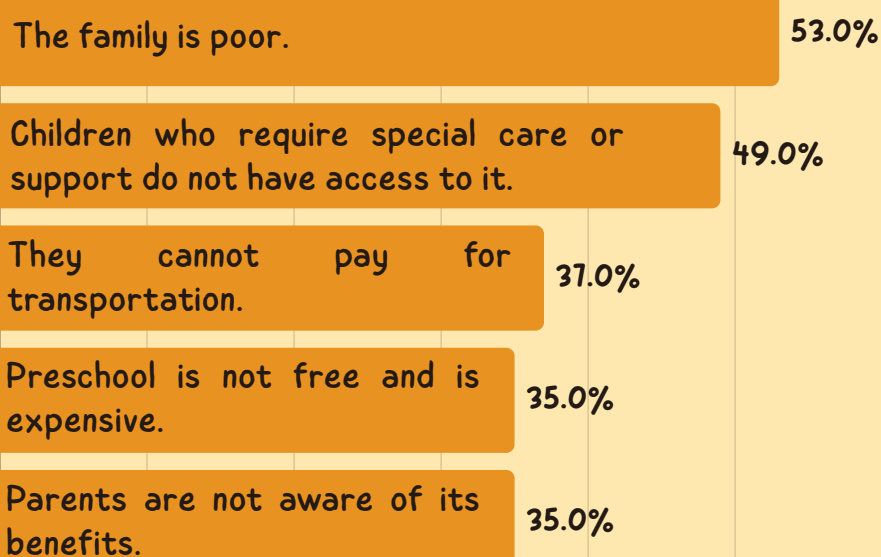 The family is poor.
53.0%
Children who require special care or
support do not have access to it.
49.0%
They cannot pay for
transportation.
37.0%
Preschool is not free and is
expensive.
35.0%
Parents are not aware of its
benefits.
35.0%